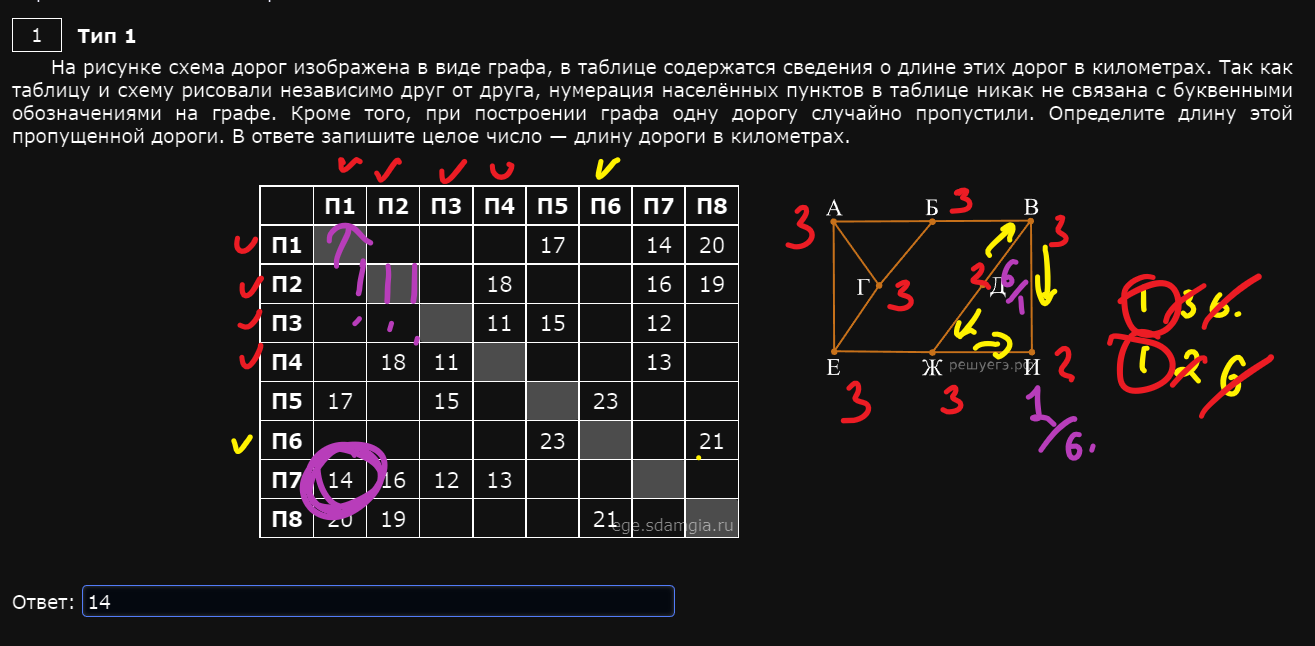 1 Тип 1
На рисунке схема дорог изображена в виде графа, в таблице содержатся сведения о длине этих дорог в километрах. Так как
таблицу и схему рисовали независимо друг от друга, нумерация населённых пунктов в таблице никак не связана с буквенными
обозначениями на графе. Кроме того, при построении графа одну дорогу случайно пропустили. Определите длину этой
пропущенной дороги. В ответе запишите целое число — длину дороги в километрах.
П1 П2 П3 П4 П5 П6 П7 П8
П1 17 14 20
П2 18 16 19
П3 11 15 12
П4 18 11 13
П5 17 15 23
П6 23 21
П7 14 16 12 13
П8 20 19 21
ege.sdamgia.ru
3 А Б 3 В 3
Г 3 2 Д 6/1
Е Ж И 2
решуегэ.рф
3 3 1/6.
1 3 6.
1 2 6
Ответ: 14